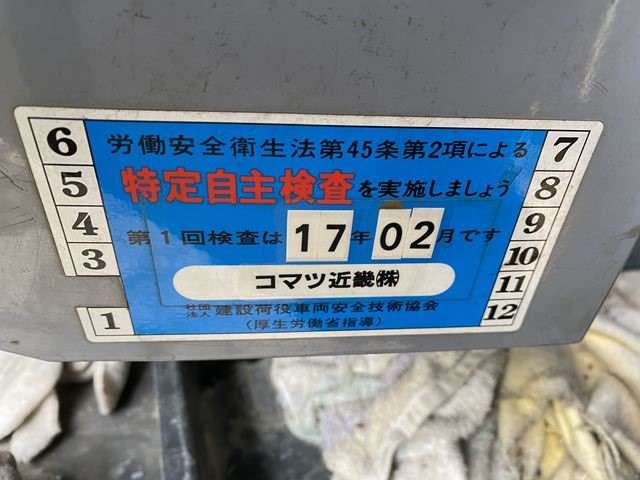 労働安全衛生法第45条第2項による
特定自主検査を実施しましょう
第1回検査は17年02月です
コマツ近畿㈱
社団法人 建設荷役車両安全技術協会
(厚生労働省指導)
6
5
4
3
1
7
8
9
10
11
12